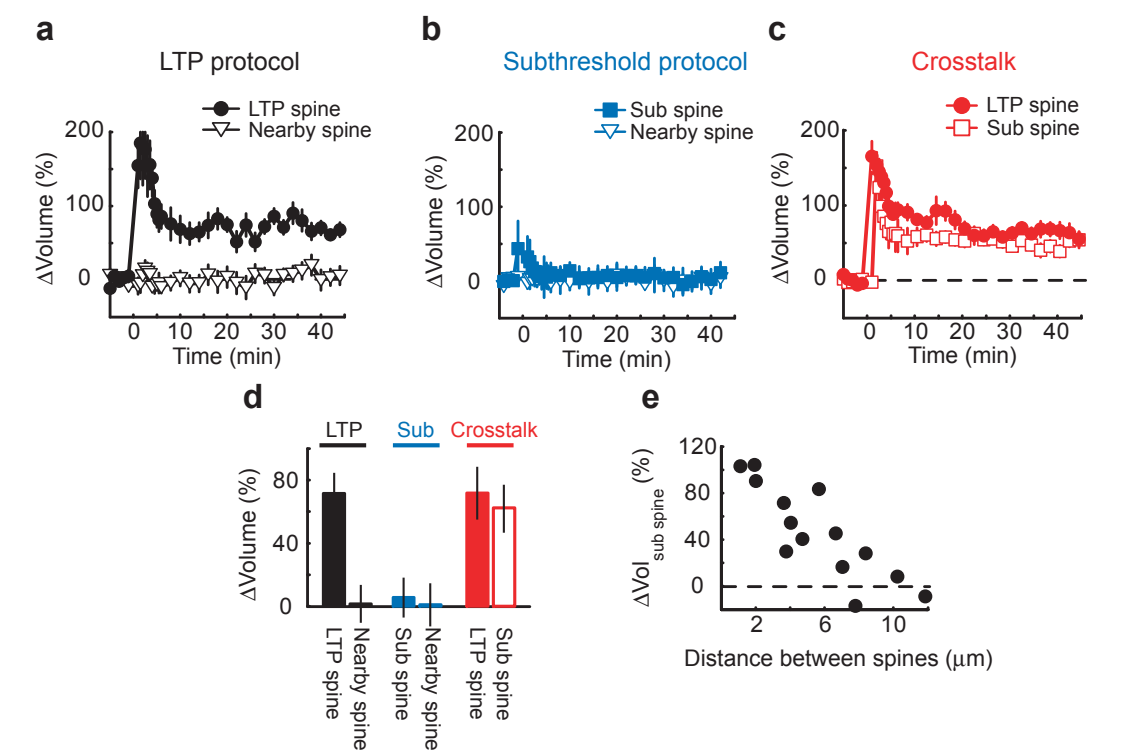 a
LTP protocol
LTP spine
Nearby spine
200
100
0
ΔVolume (%)
0 10 20 30 40
Time (min)
b
Subthreshold protocol
Sub spine
Nearby spine
200
100
0
ΔVolume (%)
0 10 20 30 40
Time (min)
c
Crosstalk
LTP spine
Sub spine
200
100
0
ΔVolume (%)
0 10 20 30 40
Time (min)
d
LTP Sub Crosstalk
80
40
0
ΔVolume (%)
LTP spine
Nearby spine
Sub spine
Nearby spine
LTP spine
Sub spine
e
120
80
40
0
ΔVol sub spine (%)
2 6 10
Distance between spines (μm)